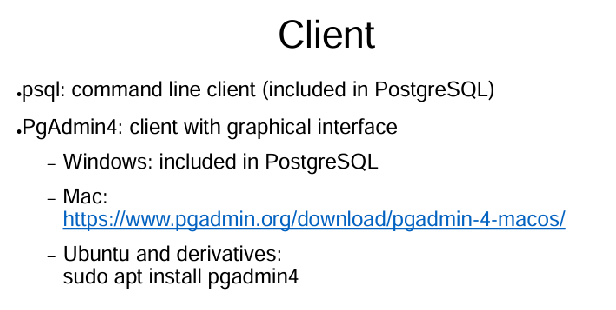 Client
•psql: command line client (included in PostgreSQL)
•PgAdmin4: client with graphical interface
– Windows: included in PostgreSQL
– Mac:
https://www.pgadmin.org/download/pgadmin-4-macos/
– Ubuntu and derivatives:
sudo apt install pgadmin4